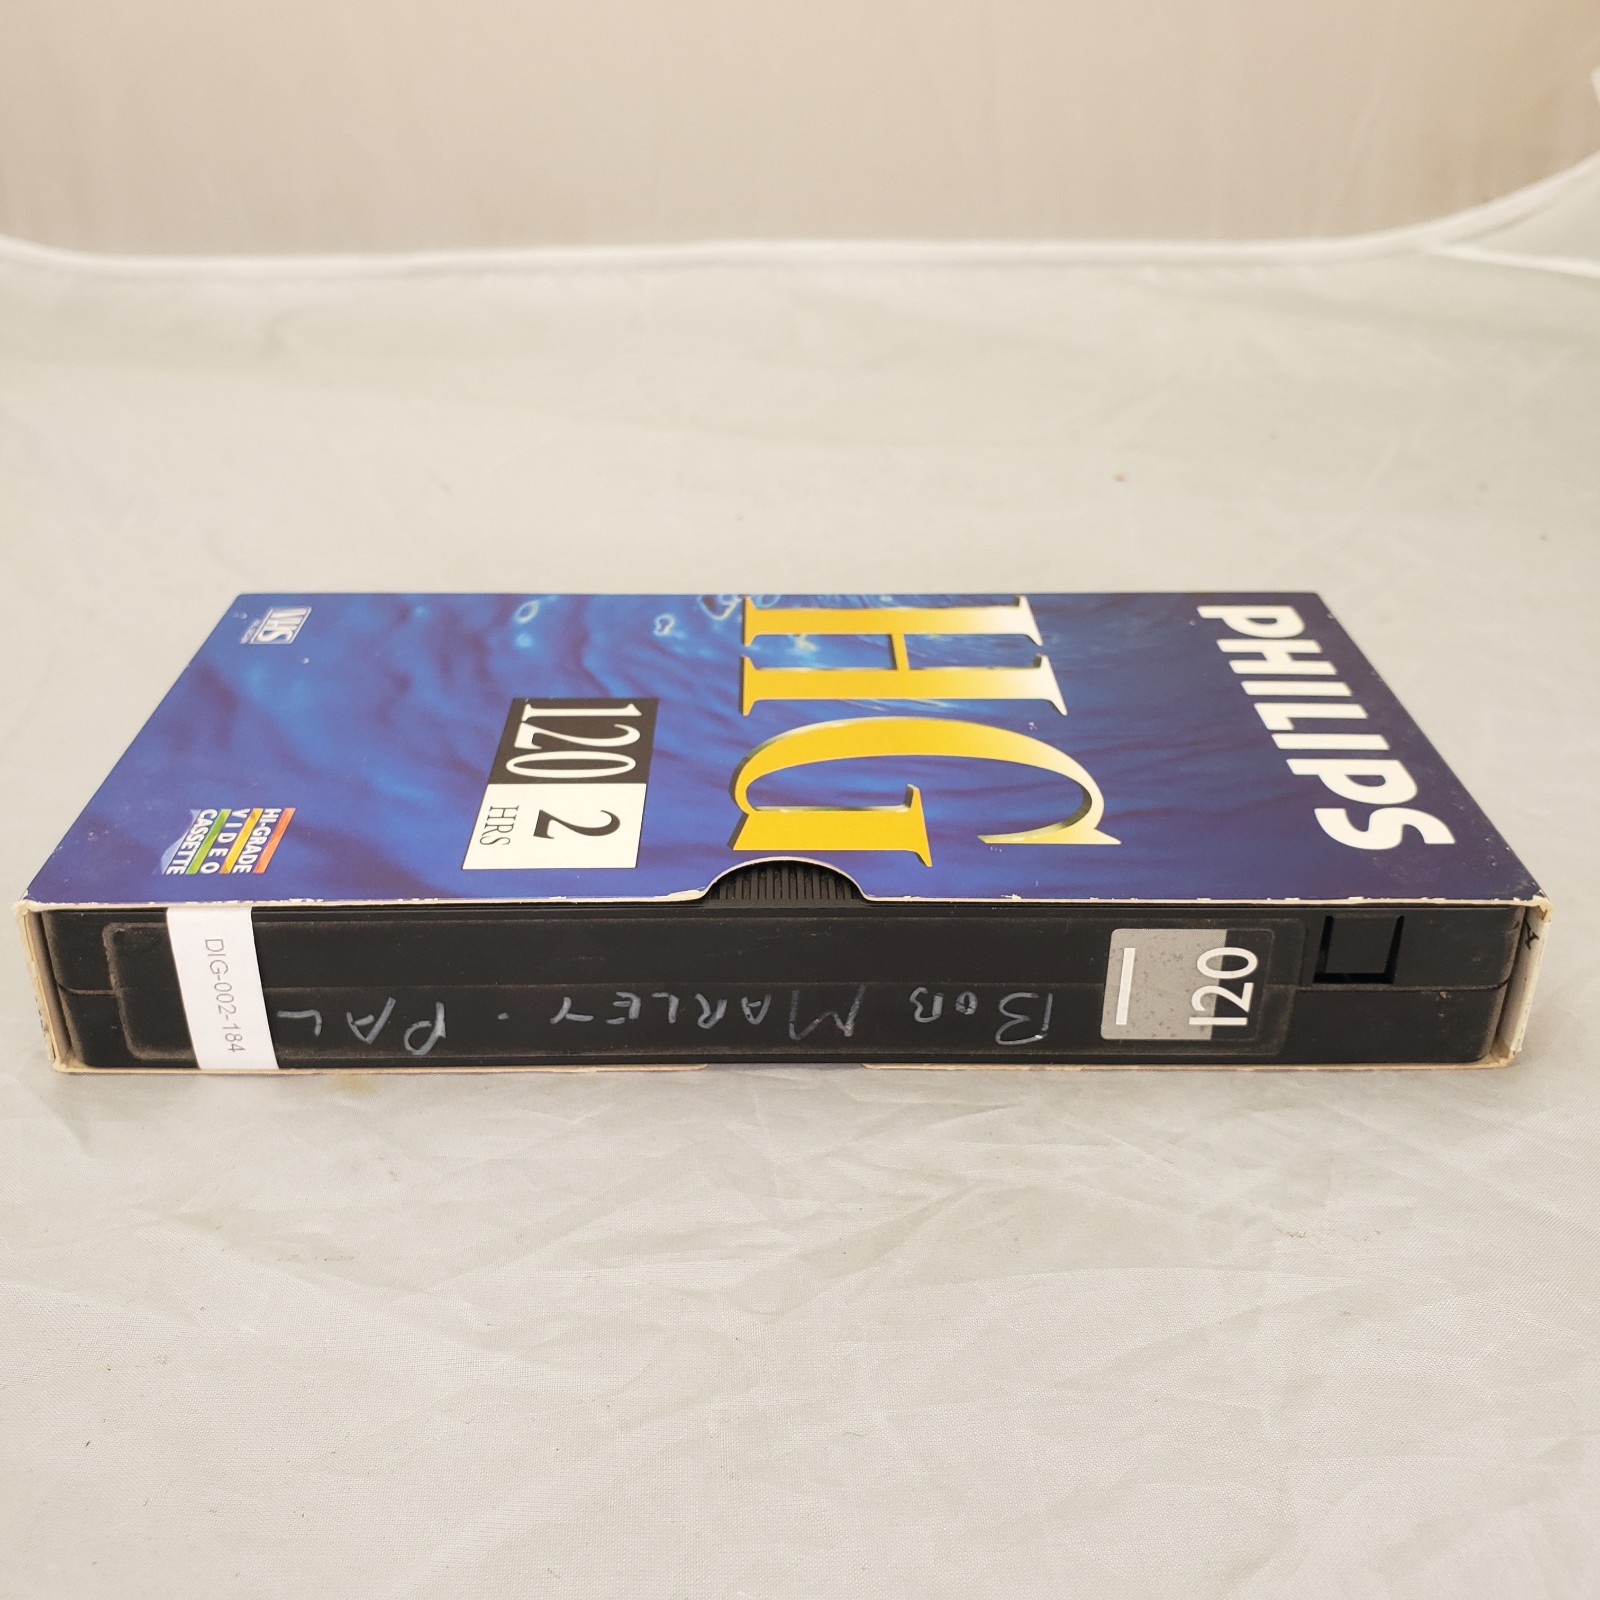 PHILIPS
HG
120 2 HRS
VHS
HI-GRADE
VIDEO
CASSETTE
120
BOB MARLEY - PAL
DIG-002-184